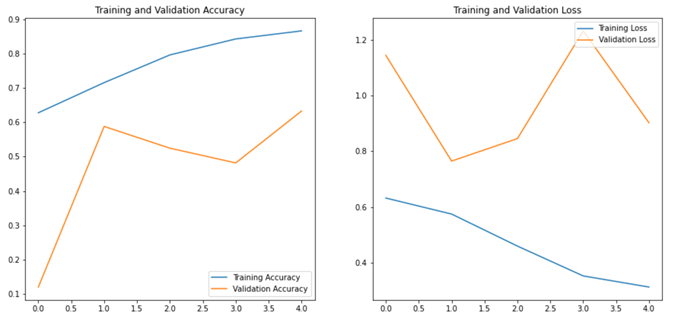 Training and Validation Accuracy
0.9
0.8
0.7
0.6
0.5
0.4
0.3
0.2
0.1
Training Accuracy
Validation Accuracy
0.0 0.5 1.0 1.5 2.0 2.5 3.0 3.5 4.0
Training and Validation Loss
Training Loss
Validation Loss
1.2
1.0
0.8
0.6
0.4
0.0 0.5 1.0 1.5 2.0 2.5 3.0 3.5 4.0